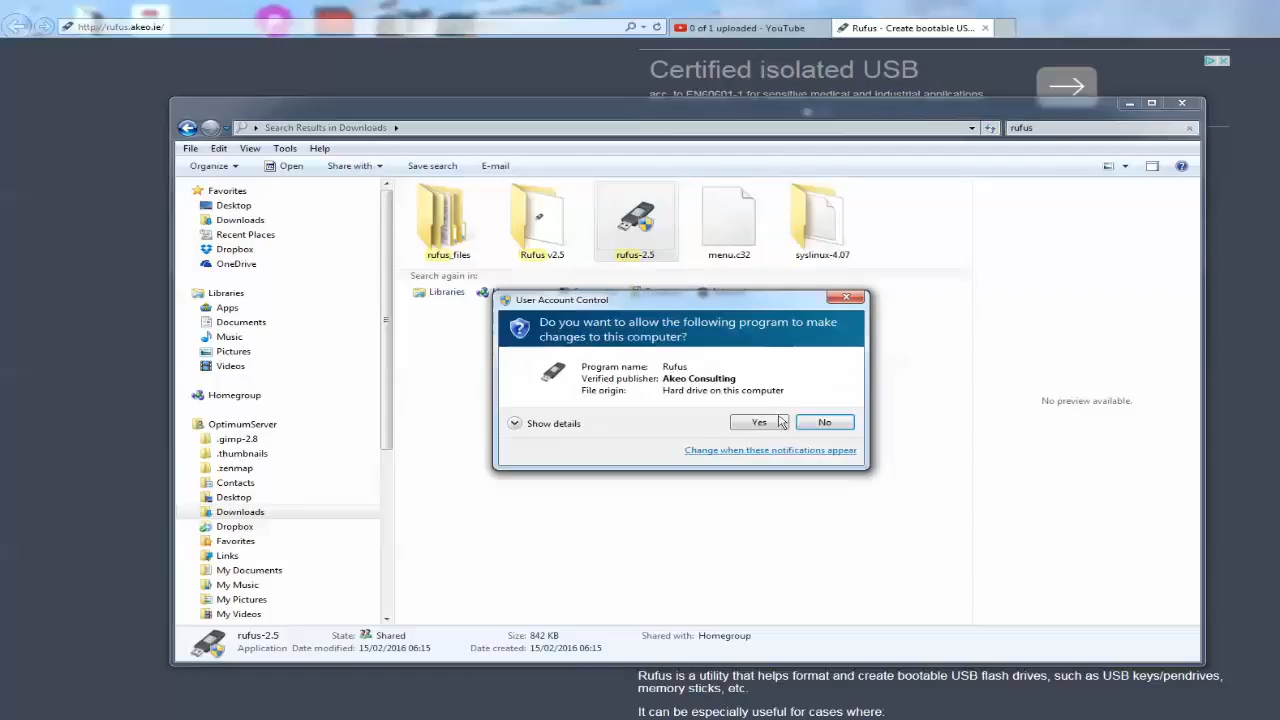 http://rufus.akeo.ie/
0 of 1 uploaded - YouTube
Rufus - Create bootable US...
Certified isolated USB
acc. to EN60601-1 for sensitive medical and industrial applications
Search Results in Downloads
rufus
File Edit View Tools Help
Organize Open Share with Save search E-mail
Favorites
Desktop
Downloads
Recent Places
Dropbox
OneDrive
Libraries
Apps
Documents
Music
Pictures
Videos
Homegroup
OptimumServer
.gimp-2.8
.thumbnails
.zenmap
Contacts
Desktop
Downloads
Dropbox
Favorites
Links
My Documents
My Music
My Pictures
My Videos
rufus_files
Rufus v2.5
rufus-2.5
menu.c32
syslinux-4.07
Search again in:
Libraries
User Account Control
Do you want to allow the following program to make
changes to this computer?
Program name: Rufus
Verified publisher: Akeo Consulting
File origin: Hard drive on this computer
Show details
Yes
No
Change when these notifications appear
No preview available.
rufus-2.5 State: Shared Size: 842 KB Shared with: Homegroup
Application Date modified: 15/02/2016 06:15 Date created: 15/02/2016 06:15
Rufus is a utility that helps format and create bootable USB flash drives, such as USB keys/pendrives,
memory sticks, etc.
It can be especially useful for cases where: